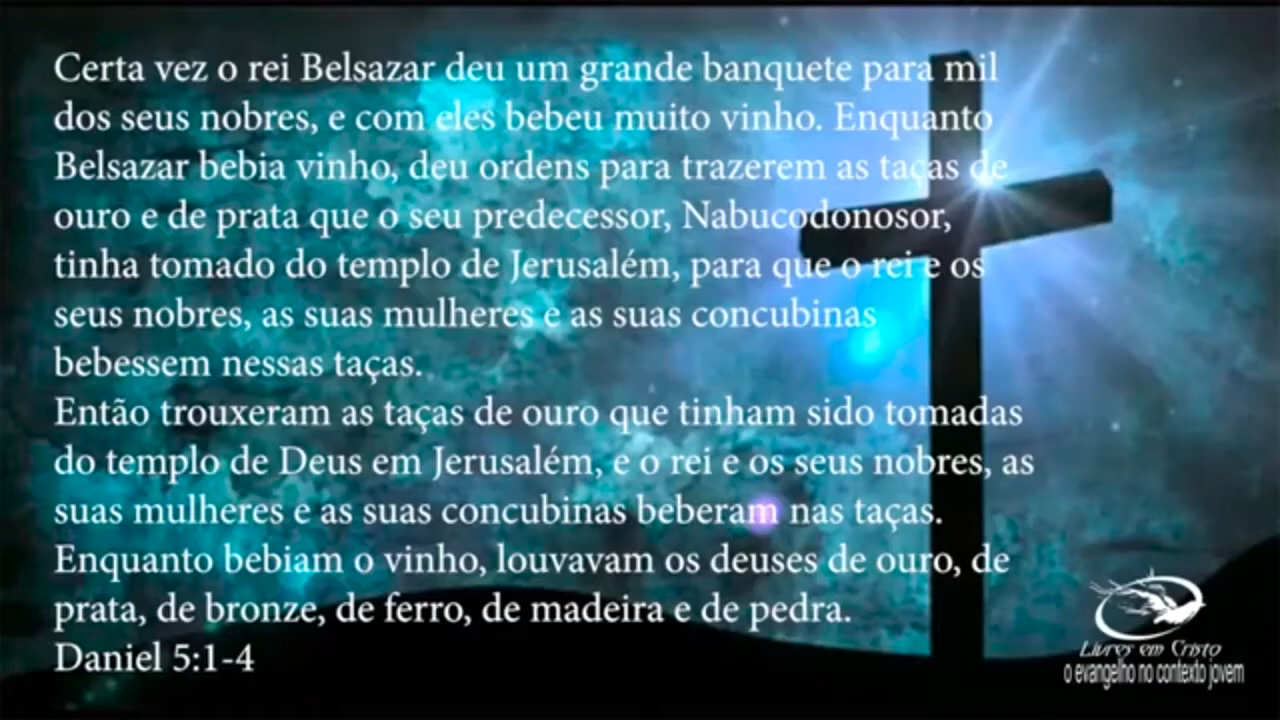 Certa vez o rei Belsazar deu um grande banquete para mil
dos seus nobres, e com eles bebeu muito vinho. Enquanto
Belsazar bebia vinho, deu ordens para trazerem as taças de
ouro e de prata que o seu predecessor, Nabucodonosor,
tinha tomado do templo de Jerusalém, para que o rei e os
seus nobres, as suas mulheres e as suas concubinas
bebessem nessas taças.
Então trouxeram as taças de ouro que tinham sido tomadas
do templo de Deus em Jerusalém, e o rei e os seus nobres, as
suas mulheres e as suas concubinas beberam nas taças.
Enquanto bebiam o vinho, louvavam os deuses de ouro, de
prata, de bronze, de ferro, de madeira e de pedra.
Daniel 5:1-4
Livres em Cristo
o evangelho no contexto jovem